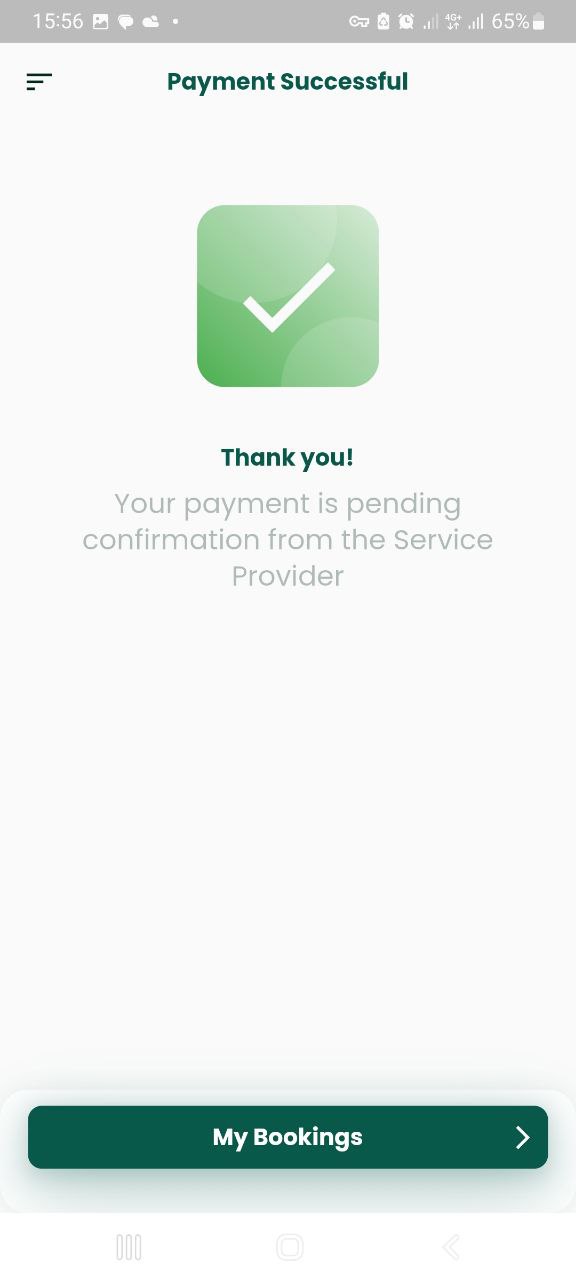 15:56
4G+
65%
Payment Successful
Thank you!
Your payment is pending
confirmation from the Service
Provider
My Bookings